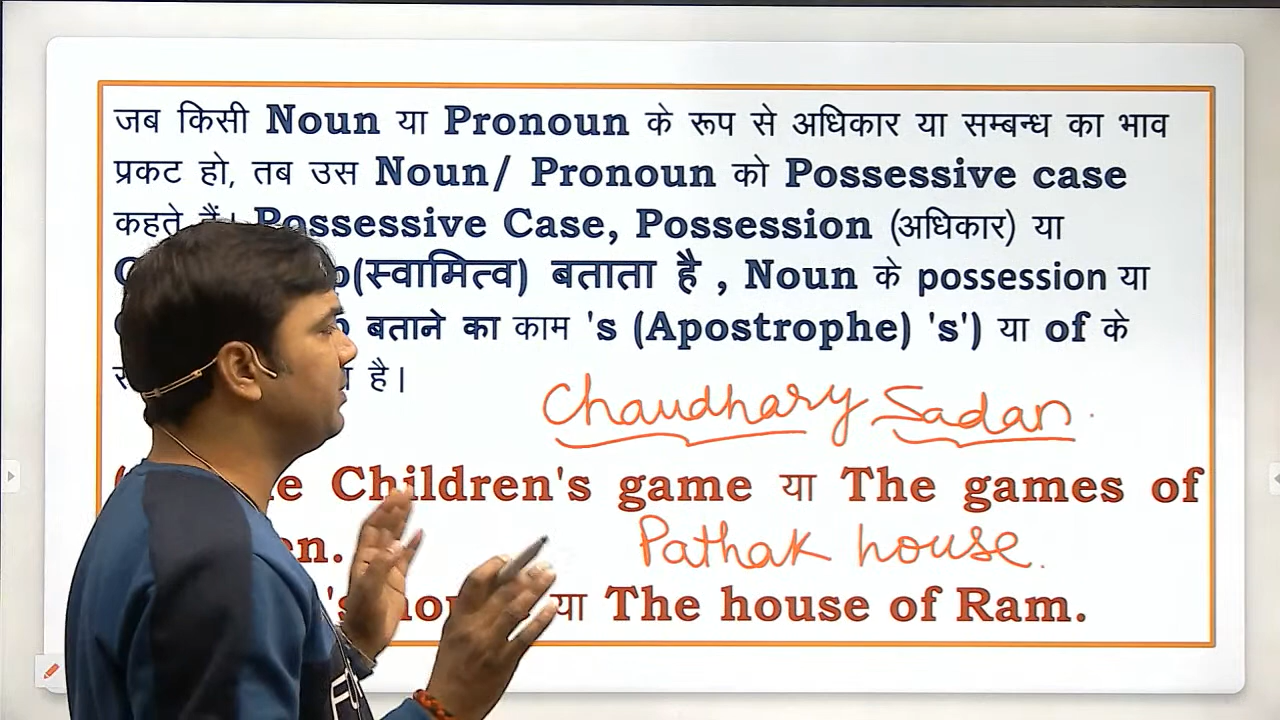 जब किसी Noun या Pronoun के रूप से अधिकार या सम्बन्ध का भाव
प्रकट हो, तब उस Noun/ Pronoun को Possessive case
कहते हैं। Possessive Case, Possession (अधिकार) या
(स्वामित्व) बताता है , Noun के possession या
बताने का काम 's (Apostrophe) 's') या of के
है।
Chaudhary Sadan.
Children's game या The games of
Pathak house.
या The house of Ram.